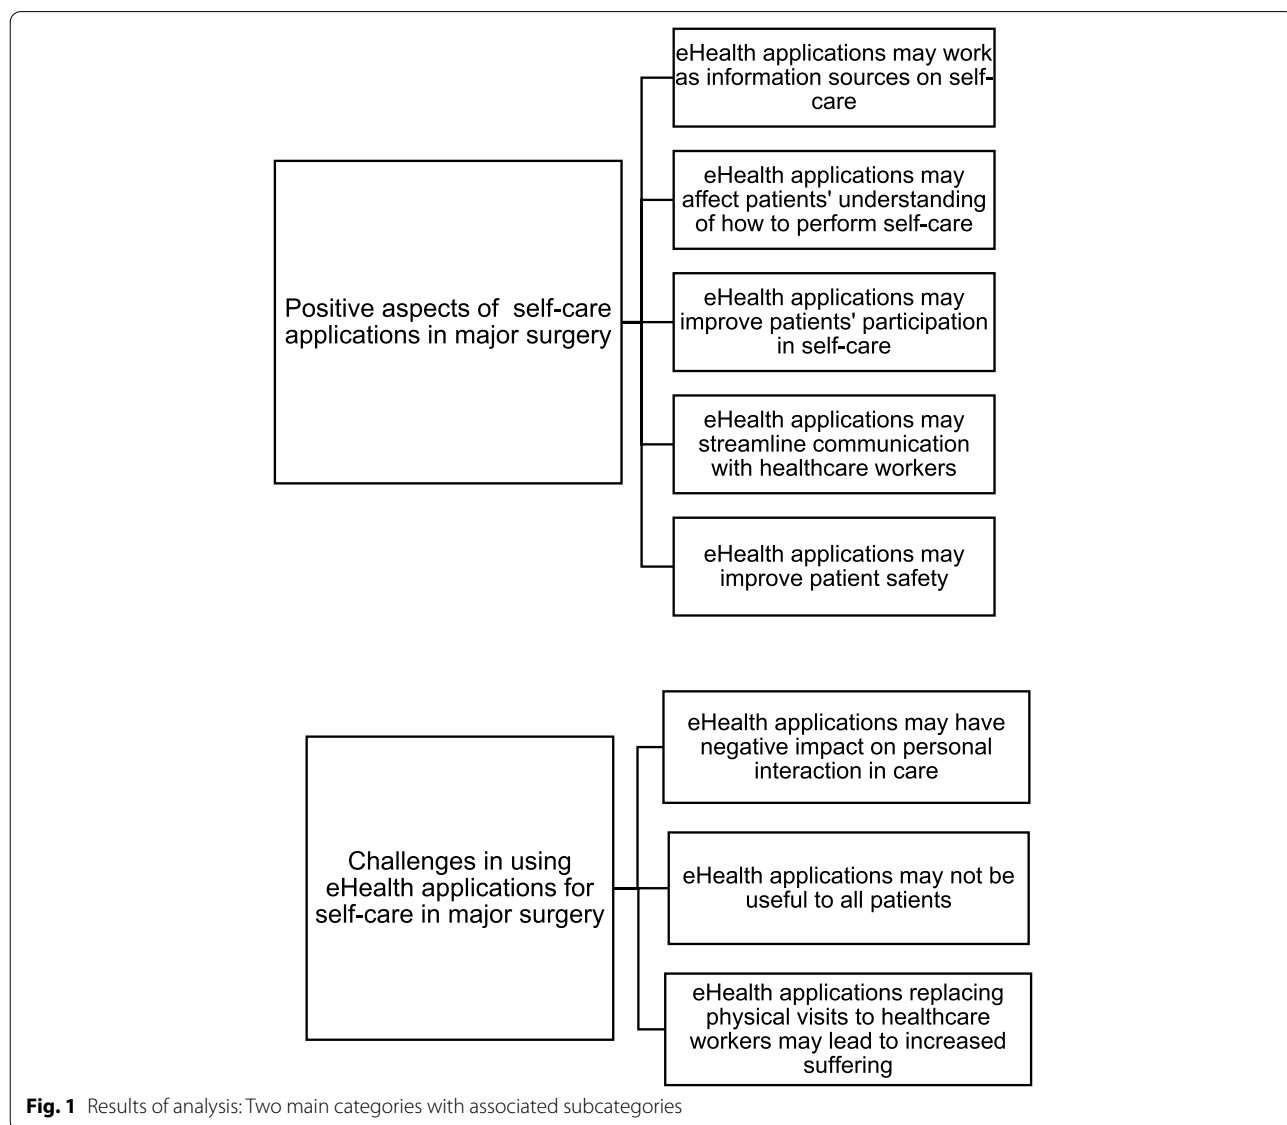 eHealth applications may work
as information sources on self-
care
eHealth applications may
affect patients' understanding
of how to perform self-care
Positive aspects of self-care
applications in major surgery
eHealth applications may
improve patients' participation
in self-care
eHealth applications may
streamline communication
with healthcare workers
eHealth applications may
improve patient safety
eHealth applications may have
negative impact on personal
interaction in care
Challenges in using
eHealth applications for
self-care in major surgery
eHealth applications may not be
useful to all patients
eHealth applications replacing
physical visits to healthcare
workers may lead to increased
suffering
Fig. 1 Results of analysis: Two main categories with associated subcategories